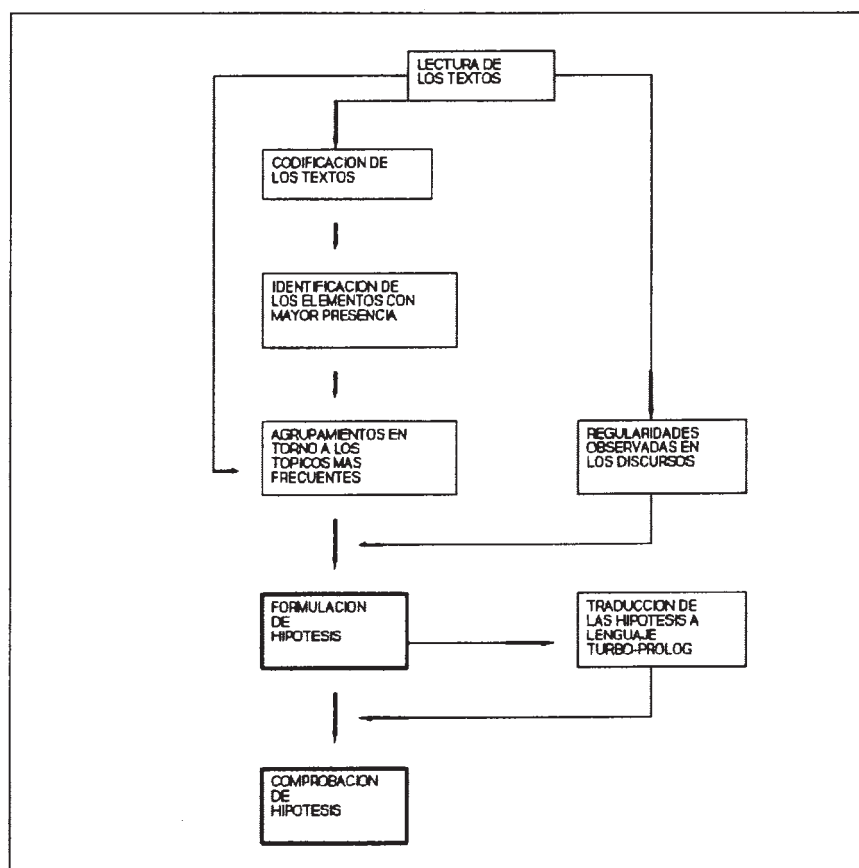 LECTURA DE
LOS TEXTOS
CODIFICACION DE
LOS TEXTOS
IDENTIFICACION DE
LOS ELEMENTOS CON
MAYOR PRESENCIA
AGRUPAMIENTOS EN
TORNO A LOS
TOPICOS MAS
FRECUENTES
REGULARIDADES
OBSERVADAS EN
LOS DISCURSOS
FORMULACION
DE
HIPOTESIS
TRADUCCION DE
LAS HIPOTESIS A
LENGUAJE
TURBO-PROLOG
COMPROBACION
DE
HIPOTESIS